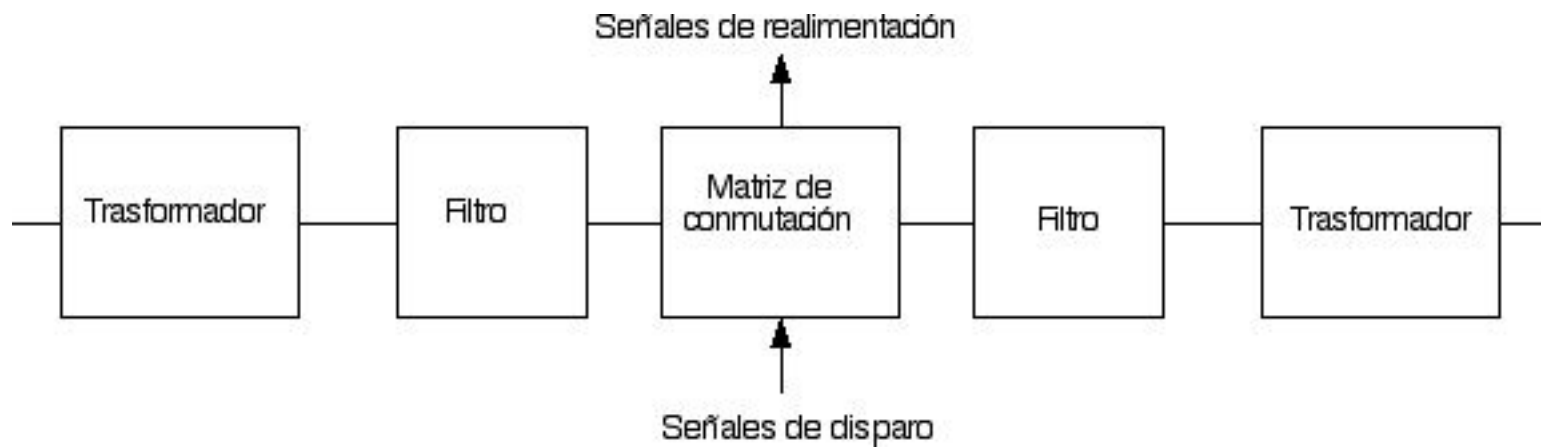 Señales de realimentación
Trasformador
Filtro
Matriz de
conmutación
Filtro
Trasformador
Señales de disparo